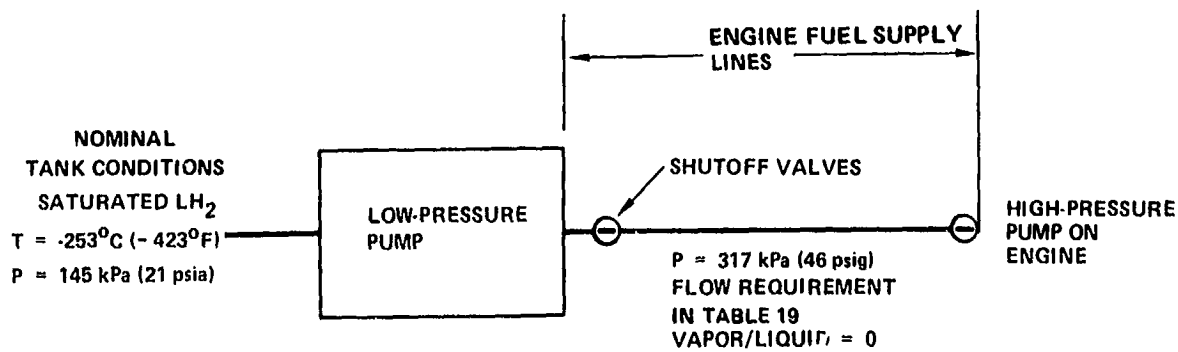 ENGINE FUEL SUPPLY
LINES
NOMINAL
TANK CONDITIONS
SATURATED LH₂
T = -253°C (-423°F)
P = 145 kPa (21 psia)
LOW-PRESSURE
PUMP
SHUTOFF VALVES
P = 317 kPa (46 psig)
FLOW REQUIREMENT
IN TABLE 19
VAPOR/LIQUID = 0
HIGH-PRESSURE
PUMP ON
ENGINE